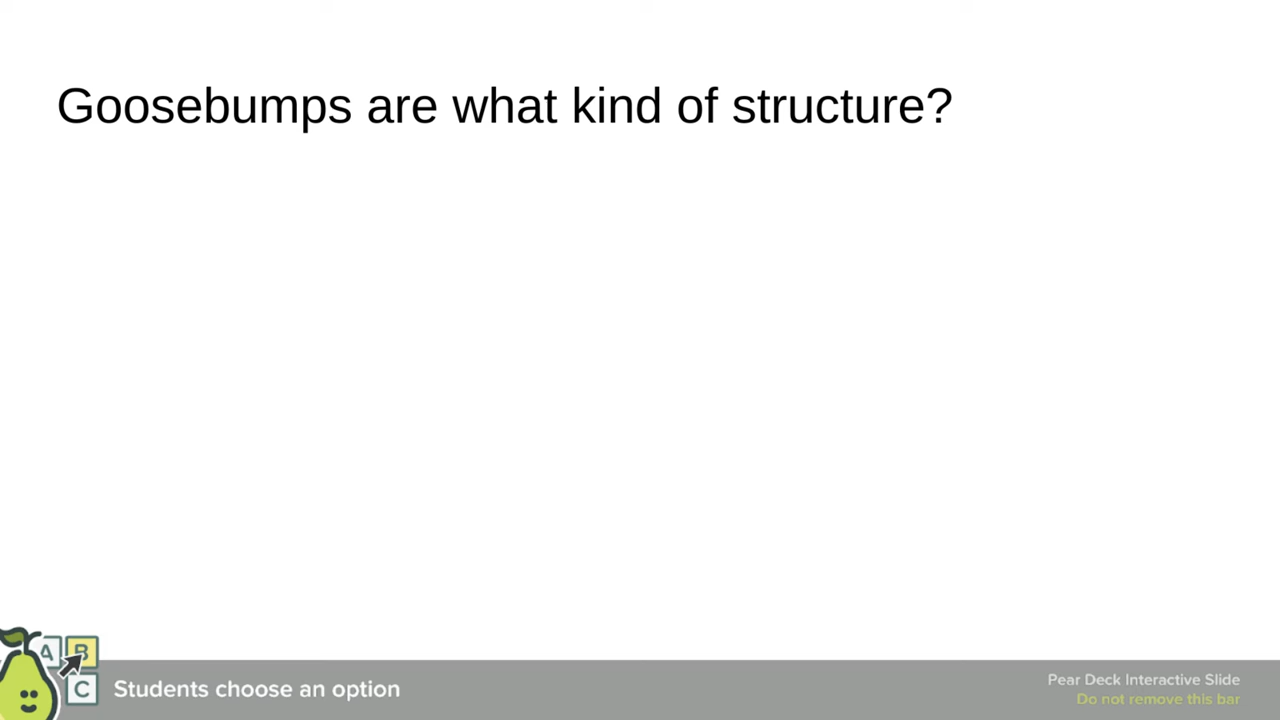 Goosebumps are what kind of structure?
A B
C
Students choose an option
Pear Deck Interactive Slide
Do not remove this bar